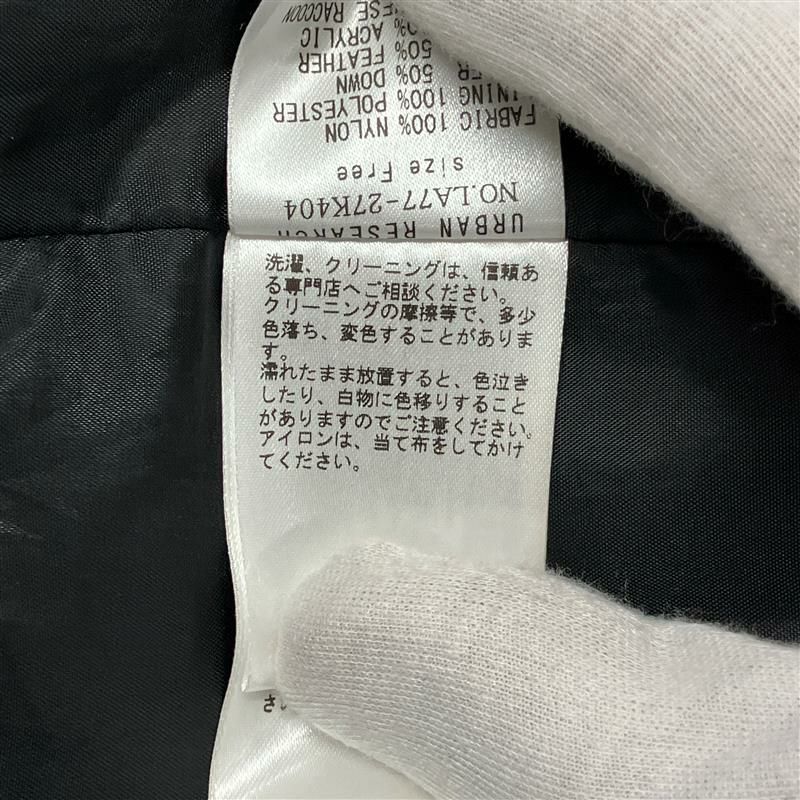 URBAN RESEARCH
NO.LA77-27K404
size Free
FABRIC 100% NYLON
100% POLYESTER
50% DOWN
50% FEATHER
ACRYLIC
RACCOON
洗濯、クリーニングは、信頼あ
る専門店へご相談ください。
クリーニングの摩擦等で、多少
色落ち、変色することがありま
す。
濡れたまま放置すると、色泣き
したり、白物に色移りすること
がありますのでご注意ください。
アイロンは、当て布をしてかけ
てください。
さ